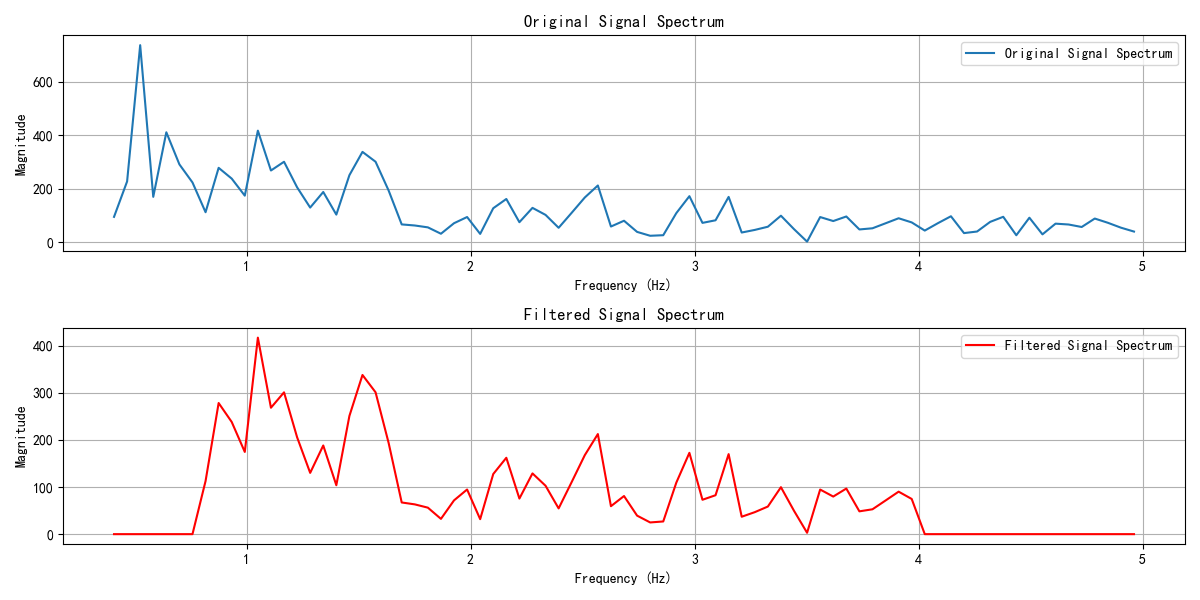 Original Signal Spectrum
Original Signal Spectrum
Magnitude
600
400
200
0
1 2 3 4 5
Frequency (Hz)
Filtered Signal Spectrum
Filtered Signal Spectrum
Magnitude
400
300
200
100
0
1 2 3 4 5
Frequency (Hz)